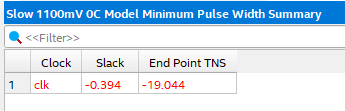 Slow 1100mV 0C Model Minimum Pulse Width Summary
<<Filter>>
Clock Slack End Point TNS
1 clk -0.394 -19.044